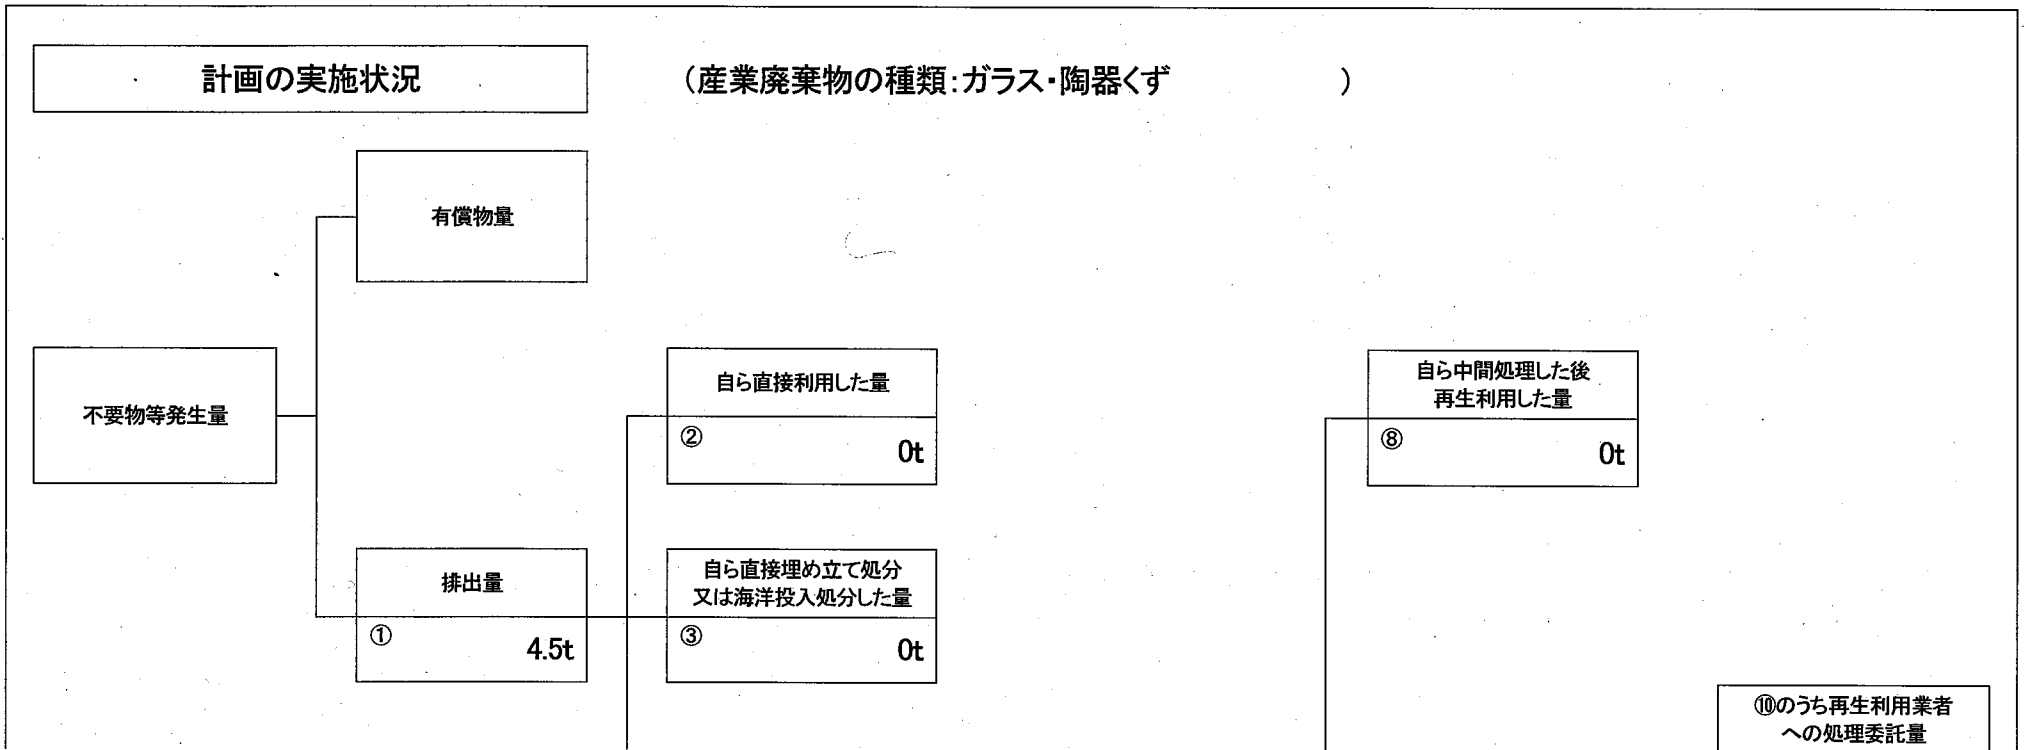 計画の実施状況
（産業廃棄物の種類：ガラス・陶器くず　　　　　）
有償物量
不要物等発生量
自ら直接利用した量
② 0t
自ら中間処理した後
再生利用した量
⑧ 0t
排出量
① 4.5t
自ら直接埋め立て処分
又は海洋投入処分した量
③ 0t
⑩のうち再生利用業者
への処理委託量